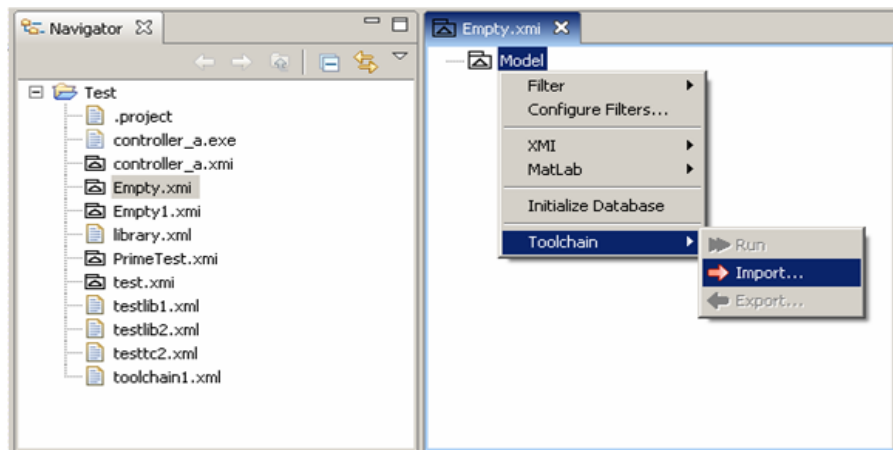 Navigator
Test
.project
controller_a.exe
controller_a.xmi
Empty.xmi
Empty1.xmi
library.xml
PrimeTest.xmi
test.xmi
testlib1.xml
testlib2.xml
testtc2.xml
toolchain1.xml
Empty.xmi
Model
Filter
Configure Filters...
XMI
MatLab
Initialize Database
Toolchain
Run
Import...
Export...